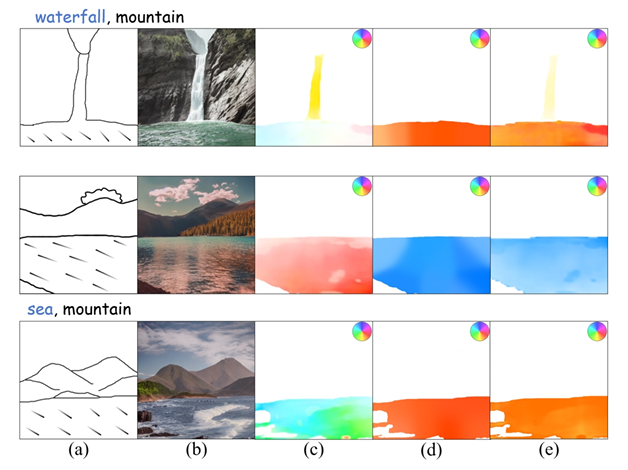 waterfall, mountain
sea, mountain
(a) (b) (c) (d) (e)